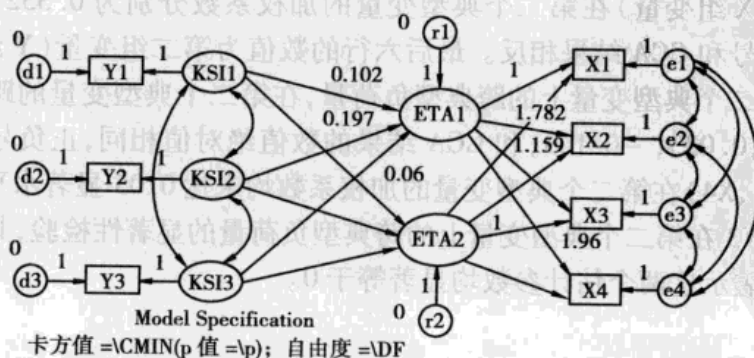 0
r1
0
1
d1
1
Y1
1
KSI1
0.102
1
ETA1
1
X1
1
e1
0.197
1.782
0
1
d2
1
Y2
1
KSI2
1.159
X2
1
e2
0.06
1
X3
1
e3
ETA2
1.96
0
d3
1
Y3
1
KSI3
1
X4
1
e4
0
r2
Model Specification
卡方值 =\CMIN(p 值 =\p); 自由度 =\DF